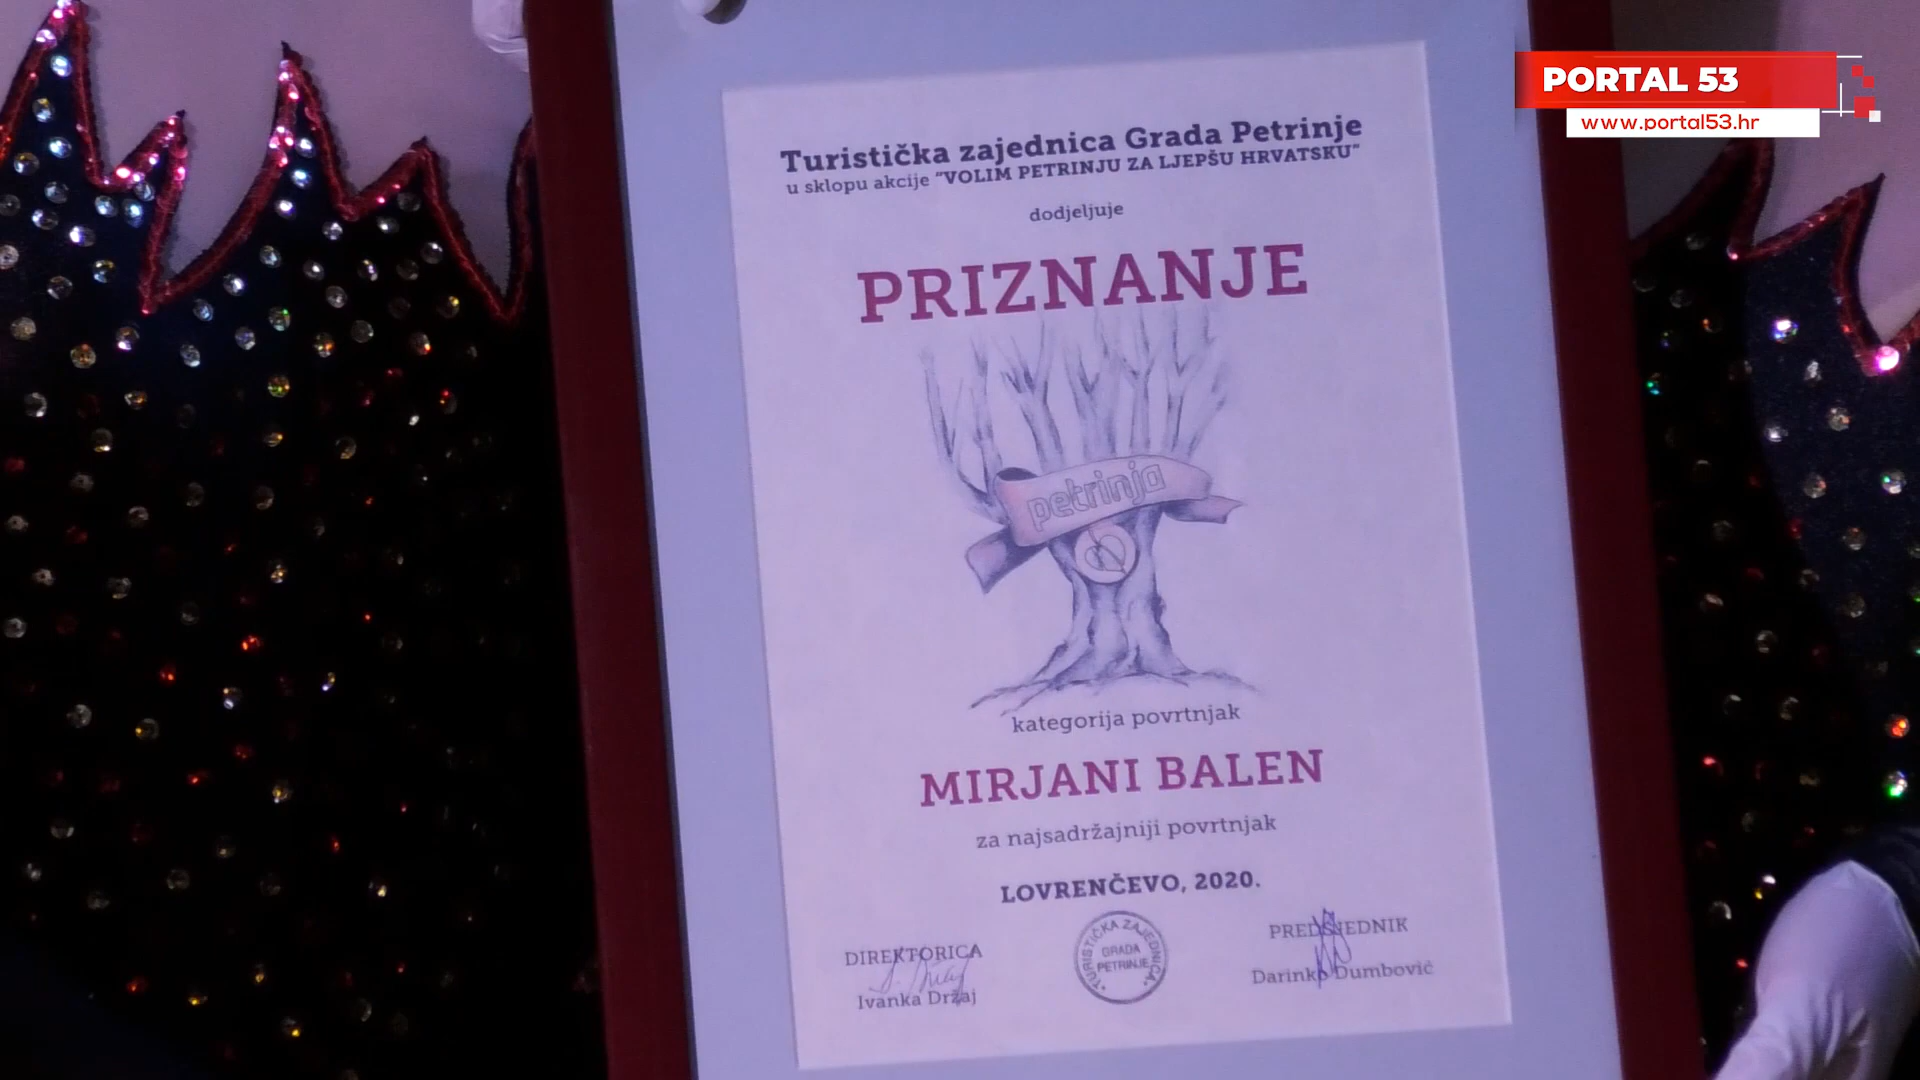 PORTAL 53
www.portal53.hr
Turistička zajednica Grada Petrinje
u sklopu akcije "VOLIM PETRINJU ZA LJEPŠU HRVATSKU"
dodjeljuje
PRIZNANJE
petrinja
kategorija povrtnjak
MIRJANI BALEN
za najsadržajniji povrtnjak
LOVRENČEVO, 2020.
DIREKTORICA
Ivanka Držaj
TURISTIČKA ZAJEDNICA
GRADA
PETRINJE
PREDSJEDNIK
Darinko Dumbović